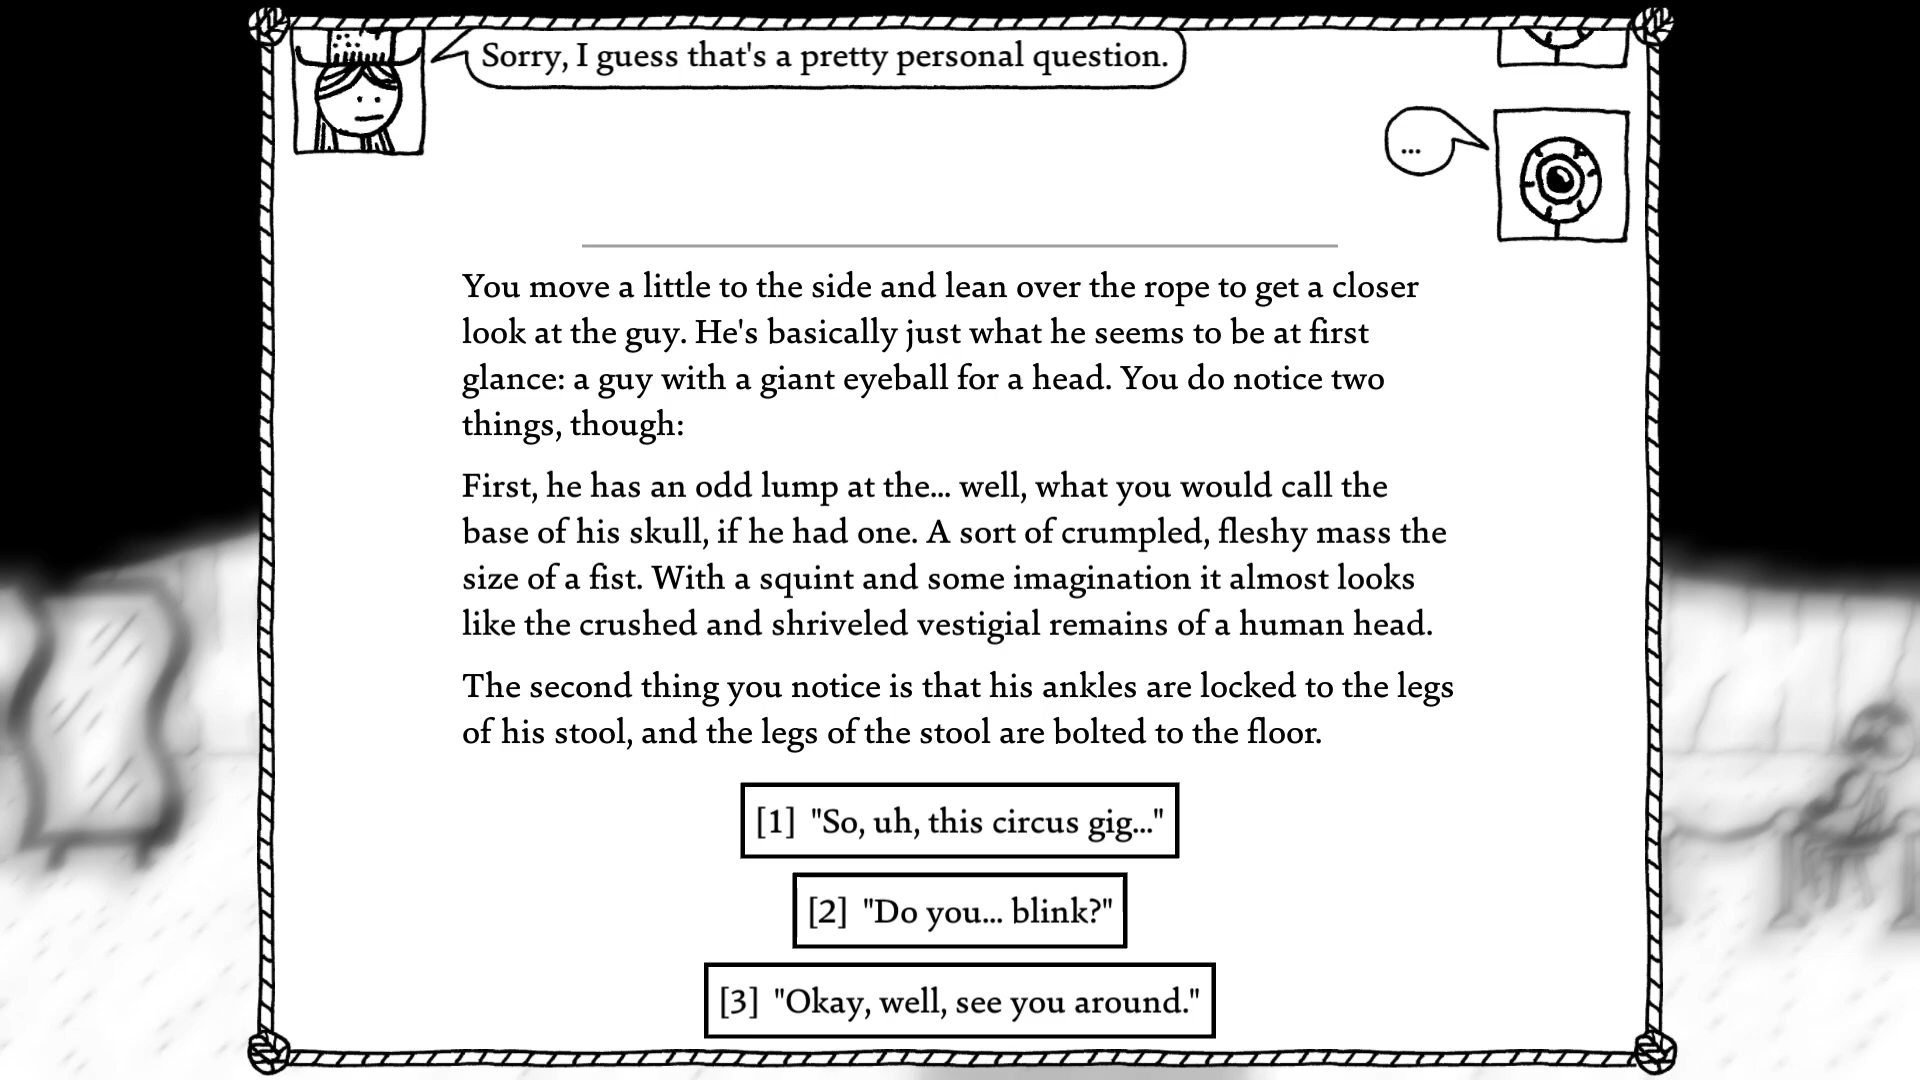 Sorry, I guess that's a pretty personal question.
...
You move a little to the side and lean over the rope to get a closer
look at the guy. He's basically just what he seems to be at first
glance: a guy with a giant eyeball for a head. You do notice two
things, though:
First, he has an odd lump at the... well, what you would call the
base of his skull, if he had one. A sort of crumpled, fleshy mass the
size of a fist. With a squint and some imagination it almost looks
like the crushed and shriveled vestigial remains of a human head.
The second thing you notice is that his ankles are locked to the legs
of his stool, and the legs of the stool are bolted to the floor.
[1] "So, uh, this circus gig..."
[2] "Do you... blink?"
[3] "Okay, well, see you around."